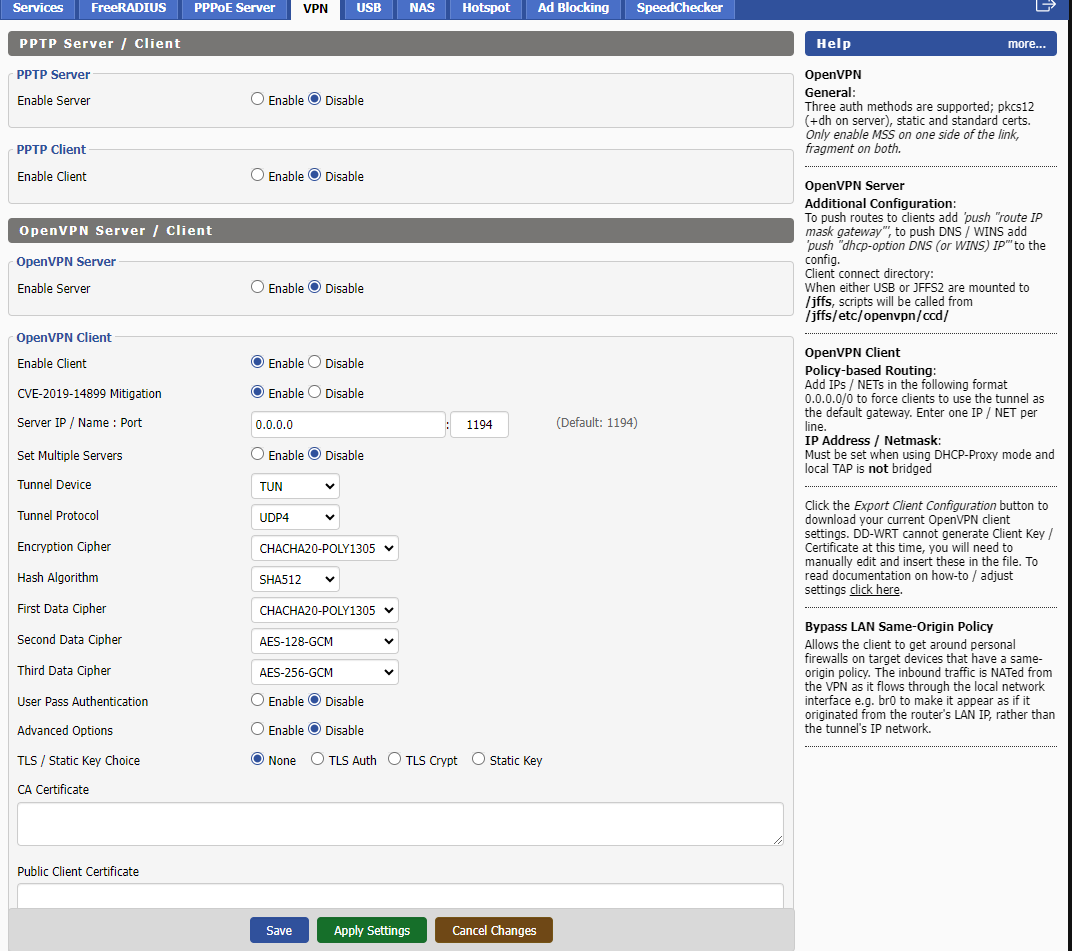 Services FreeRADIUS PPPoE Server VPN USB NAS Hotspot Ad Blocking SpeedChecker
PPTP Server / Client
PPTP Server
Enable Server Enable Disable
PPTP Client
Enable Client Enable Disable
OpenVPN Server / Client
OpenVPN Server
Enable Server Enable Disable
OpenVPN Client
Enable Client Enable Disable
CVE-2019-14899 Mitigation Enable Disable
Server IP / Name : Port 0.0.0.0 : 1194 (Default: 1194)
Set Multiple Servers Enable Disable
Tunnel Device TUN
Tunnel Protocol UDP4
Encryption Cipher CHACHA20-POLY1305
Hash Algorithm SHA512
First Data Cipher CHACHA20-POLY1305
Second Data Cipher AES-128-GCM
Third Data Cipher AES-256-GCM
User Pass Authentication Enable Disable
Advanced Options Enable Disable
TLS / Static Key Choice None TLS Auth TLS Crypt Static Key
CA Certificate
Public Client Certificate
Save Apply Settings Cancel Changes
Help more...
OpenVPN
General:
Three auth methods are supported; pkcs12
(+dh on server), static and standard certs.
Only enable MSS on one side of the link,
fragment on both.
OpenVPN Server
Additional Configuration:
To push routes to clients add 'push "route IP
mask gateway"', to push DNS / WINS add
'push "dhcp-option DNS (or WINS) IP"' to the
config.
Client connect directory:
When either USB or JFFS2 are mounted to
/jffs, scripts will be called from
/jffs/etc/openvpn/ccd/
OpenVPN Client
Policy-based Routing:
Add IPs / NETs in the following format
0.0.0.0/0 to force clients to use the tunnel as
the default gateway. Enter one IP / NET per
line.
IP Address / Netmask:
Must be set when using DHCP-Proxy mode and
local TAP is not bridged
Click the Export Client Configuration button to
download your current OpenVPN client
settings. DD-WRT cannot generate Client Key /
Certificate at this time, you will need to
manually edit and insert these in the file. To
read documentation on how-to / adjust
settings click here.
Bypass LAN Same-Origin Policy
Allows the client to get around personal
firewalls on target devices that have a same-
origin policy. The inbound traffic is NATed from
the VPN as it flows through the local network
interface e.g. br0 to make it appear as if it
originated from the router's LAN IP, rather than
the tunnel's IP network.